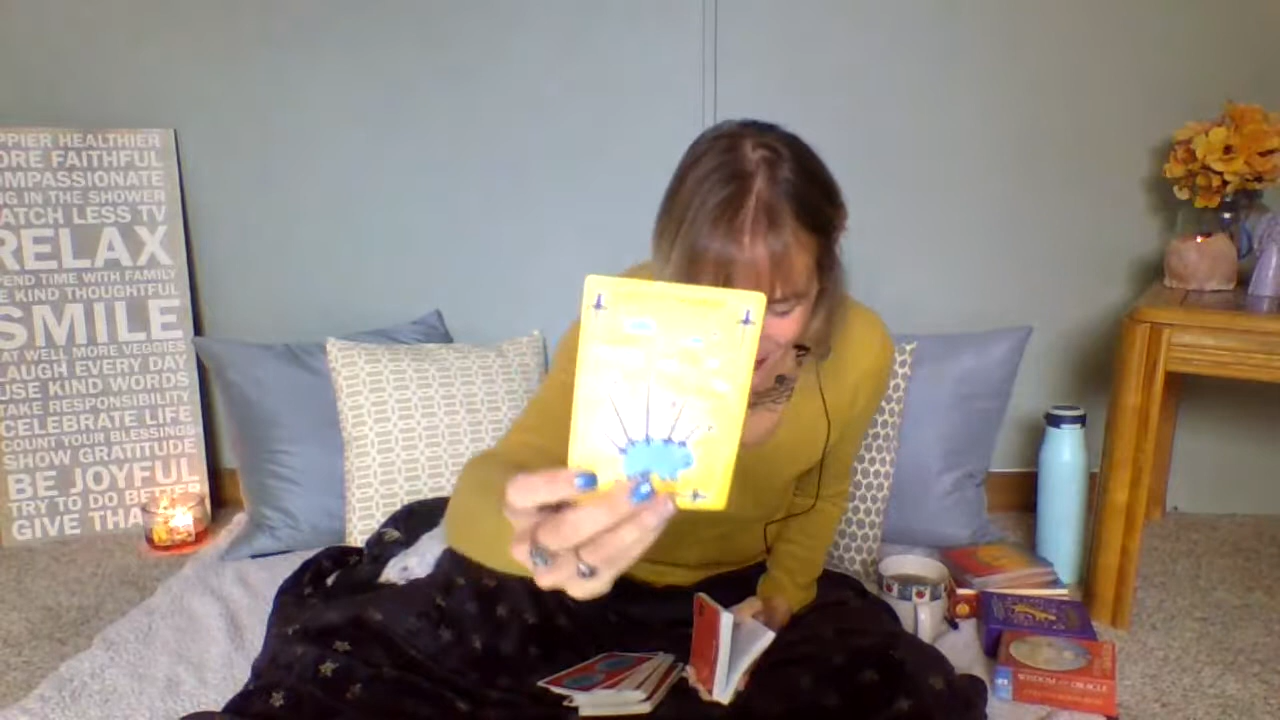 PPIER HEALTHIER
ORE FAITHFUL
OMPASSIONATE
NG IN THE SHOWER
ATCH LESS TV
RELAX
PEND TIME WITH FAMILY
E KIND THOUGHTFUL
SMILE
AT WELL MORE VEGGIES
LAUGH EVERY DAY
USE KIND WORDS
TAKE RESPONSIBILITY
CELEBRATE LIFE
COUNT YOUR BLESSINGS
SHOW GRATITUDE
BE JOYFUL
TRY TO DO BETTER
GIVE THA
WISDOM ORACLE